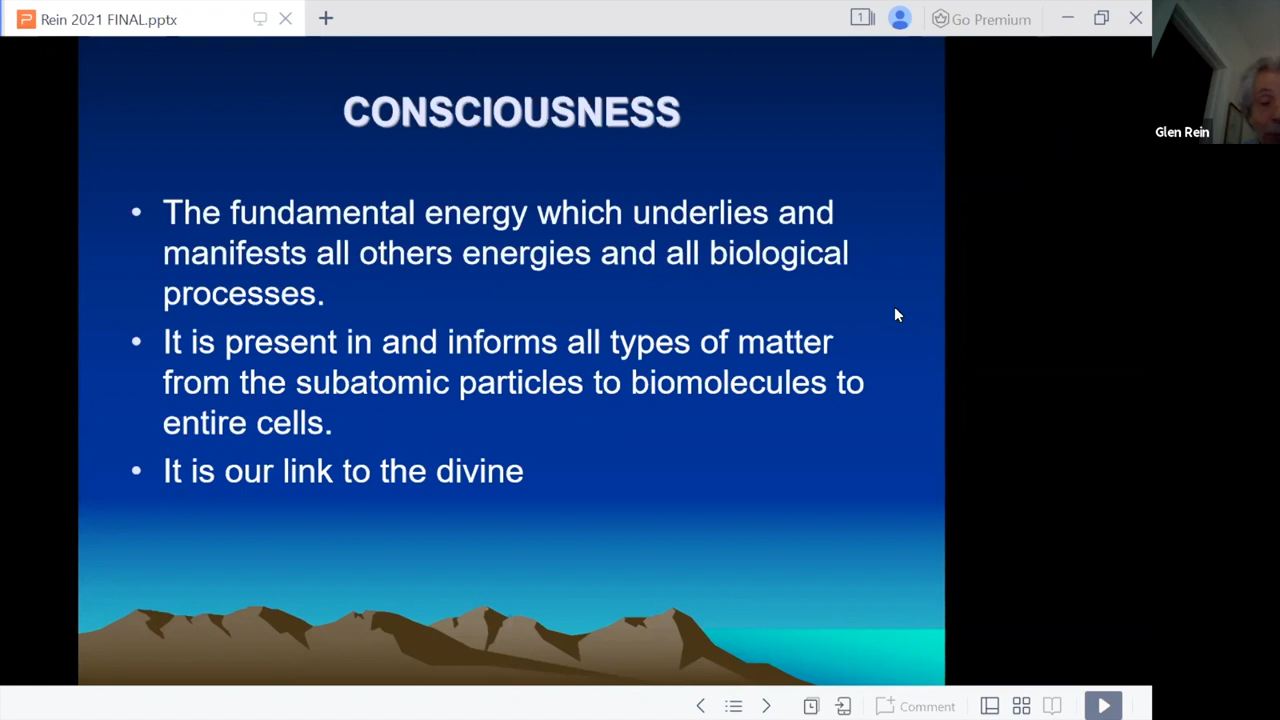 Rein 2021 FINAL.pptx
1
Go Premium
Glen Rein
CONSCIOUSNESS
• The fundamental energy which underlies and
manifests all others energies and all biological
processes.
• It is present in and informs all types of matter
from the subatomic particles to biomolecules to
entire cells.
• It is our link to the divine
Comment